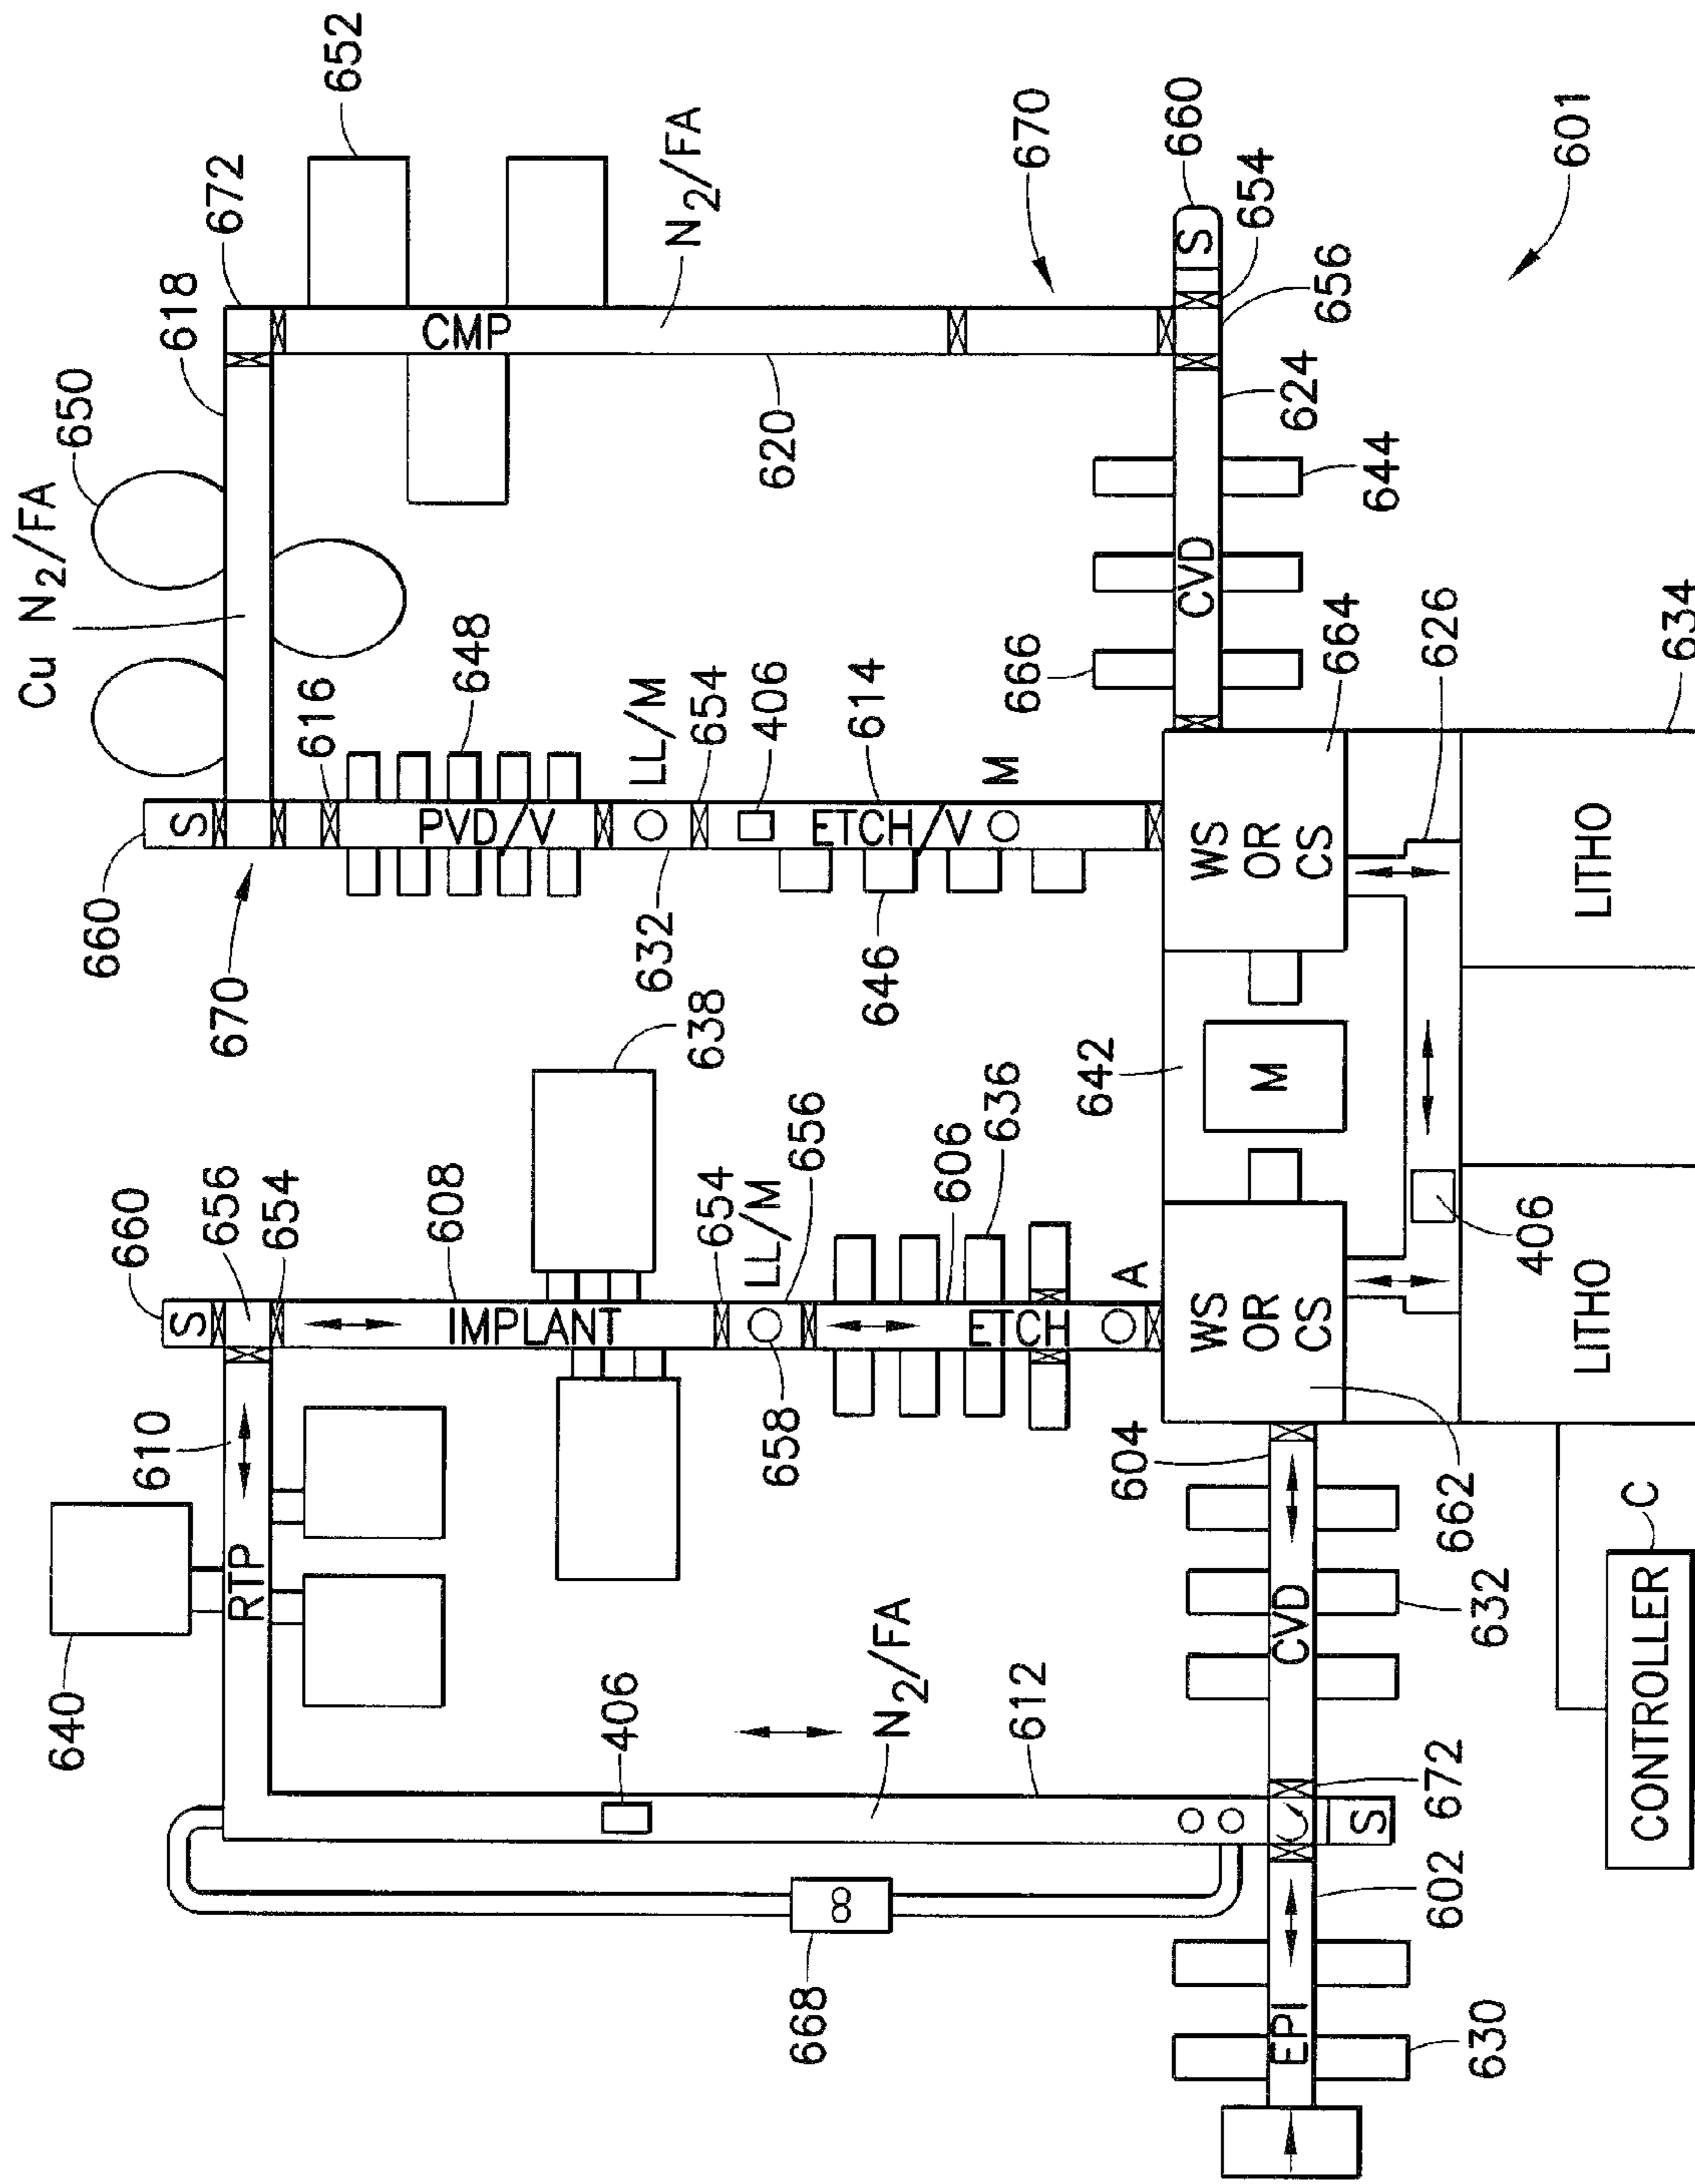 640
610
RTP
660
S
656
654
608
IMPLANT
638
654
LL/M
656
658
606
636
ETCH
A
406
N2/FA
612
668
604
CVD
632
672
602
EPI
630
S
662
WS
OR
CS
642
M
WS
OR
CS
664
626
406
LITHO
LITHO
634
CONTROLLER
C
660
S
670
616
648
PVD/V
LL/M
654
632
406
614
ETCH/V
M
646
Cu N2/FA
650
618
672
652
CMP
N2/FA
620
670
660
S
654
656
624
644
CVD
666
601